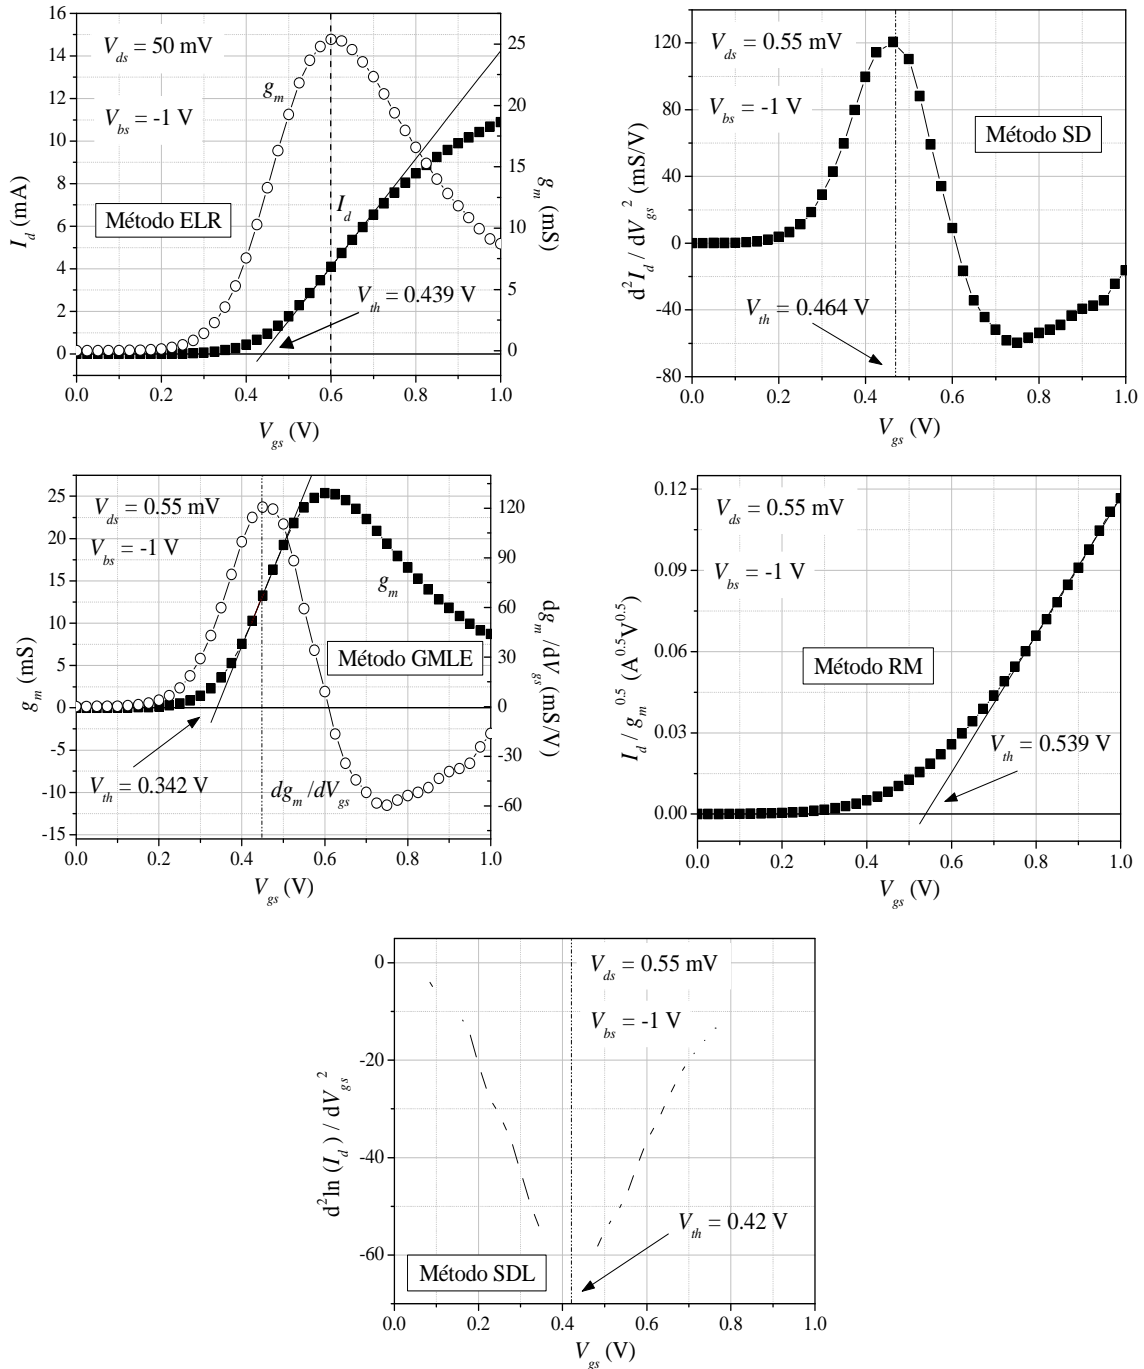 V_ds = 50 mV
V_bs = -1 V
g_m
I_d
Método ELR
V_th = 0.439 V
16
14
12
10
8
6
4
2
0
I_d (mA)
25
20
15
10
5
0
g_m (mS)
0.0 0.2 0.4 0.6 0.8 1.0
V_gs (V)
V_ds = 0.55 mV
V_bs = -1 V
Método SD
V_th = 0.464 V
120
80
40
0
-40
-80
d²I_d / dV_gs² (mS/V)
0.0 0.2 0.4 0.6 0.8 1.0
V_gs (V)
V_ds = 0.55 mV
V_bs = -1 V
g_m
Método GMLE
V_th = 0.342 V
dg_m/dV_gs
25
20
15
10
5
0
-5
-10
-15
g_m (mS)
120
90
60
30
0
-30
-60
dg_m / dV_gs (mS/V)
0.0 0.2 0.4 0.6 0.8 1.0
V_gs (V)
V_ds = 0.55 mV
V_bs = -1 V
Método RM
V_th = 0.539 V
0.12
0.09
0.06
0.03
0.00
I_d / g_m^0.5 (A^0.5V^0.5)
0.0 0.2 0.4 0.6 0.8 1.0
V_gs (V)
V_ds = 0.55 mV
V_bs = -1 V
V_th = 0.42 V
Método SDL
0
-20
-40
-60
d²ln (I_d) / dV_gs²
0.0 0.2 0.4 0.6 0.8 1.0
V_gs (V)